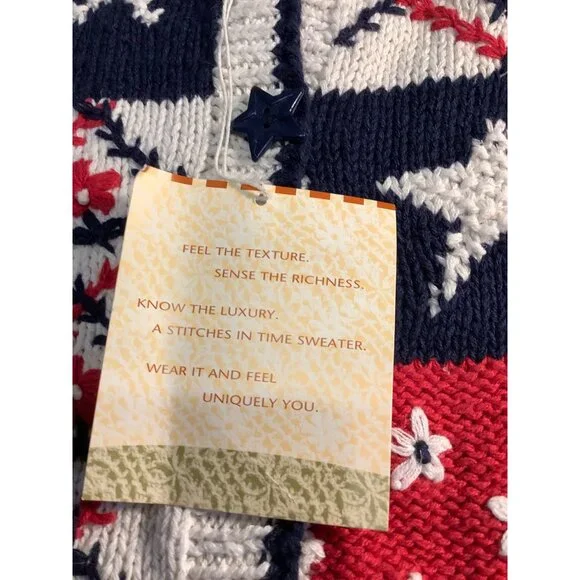 FEEL THE TEXTURE.
SENSE THE RICHNESS.
KNOW THE LUXURY.
A STITCHES IN TIME SWEATER.
WEAR IT AND FEEL
UNIQUELY YOU.